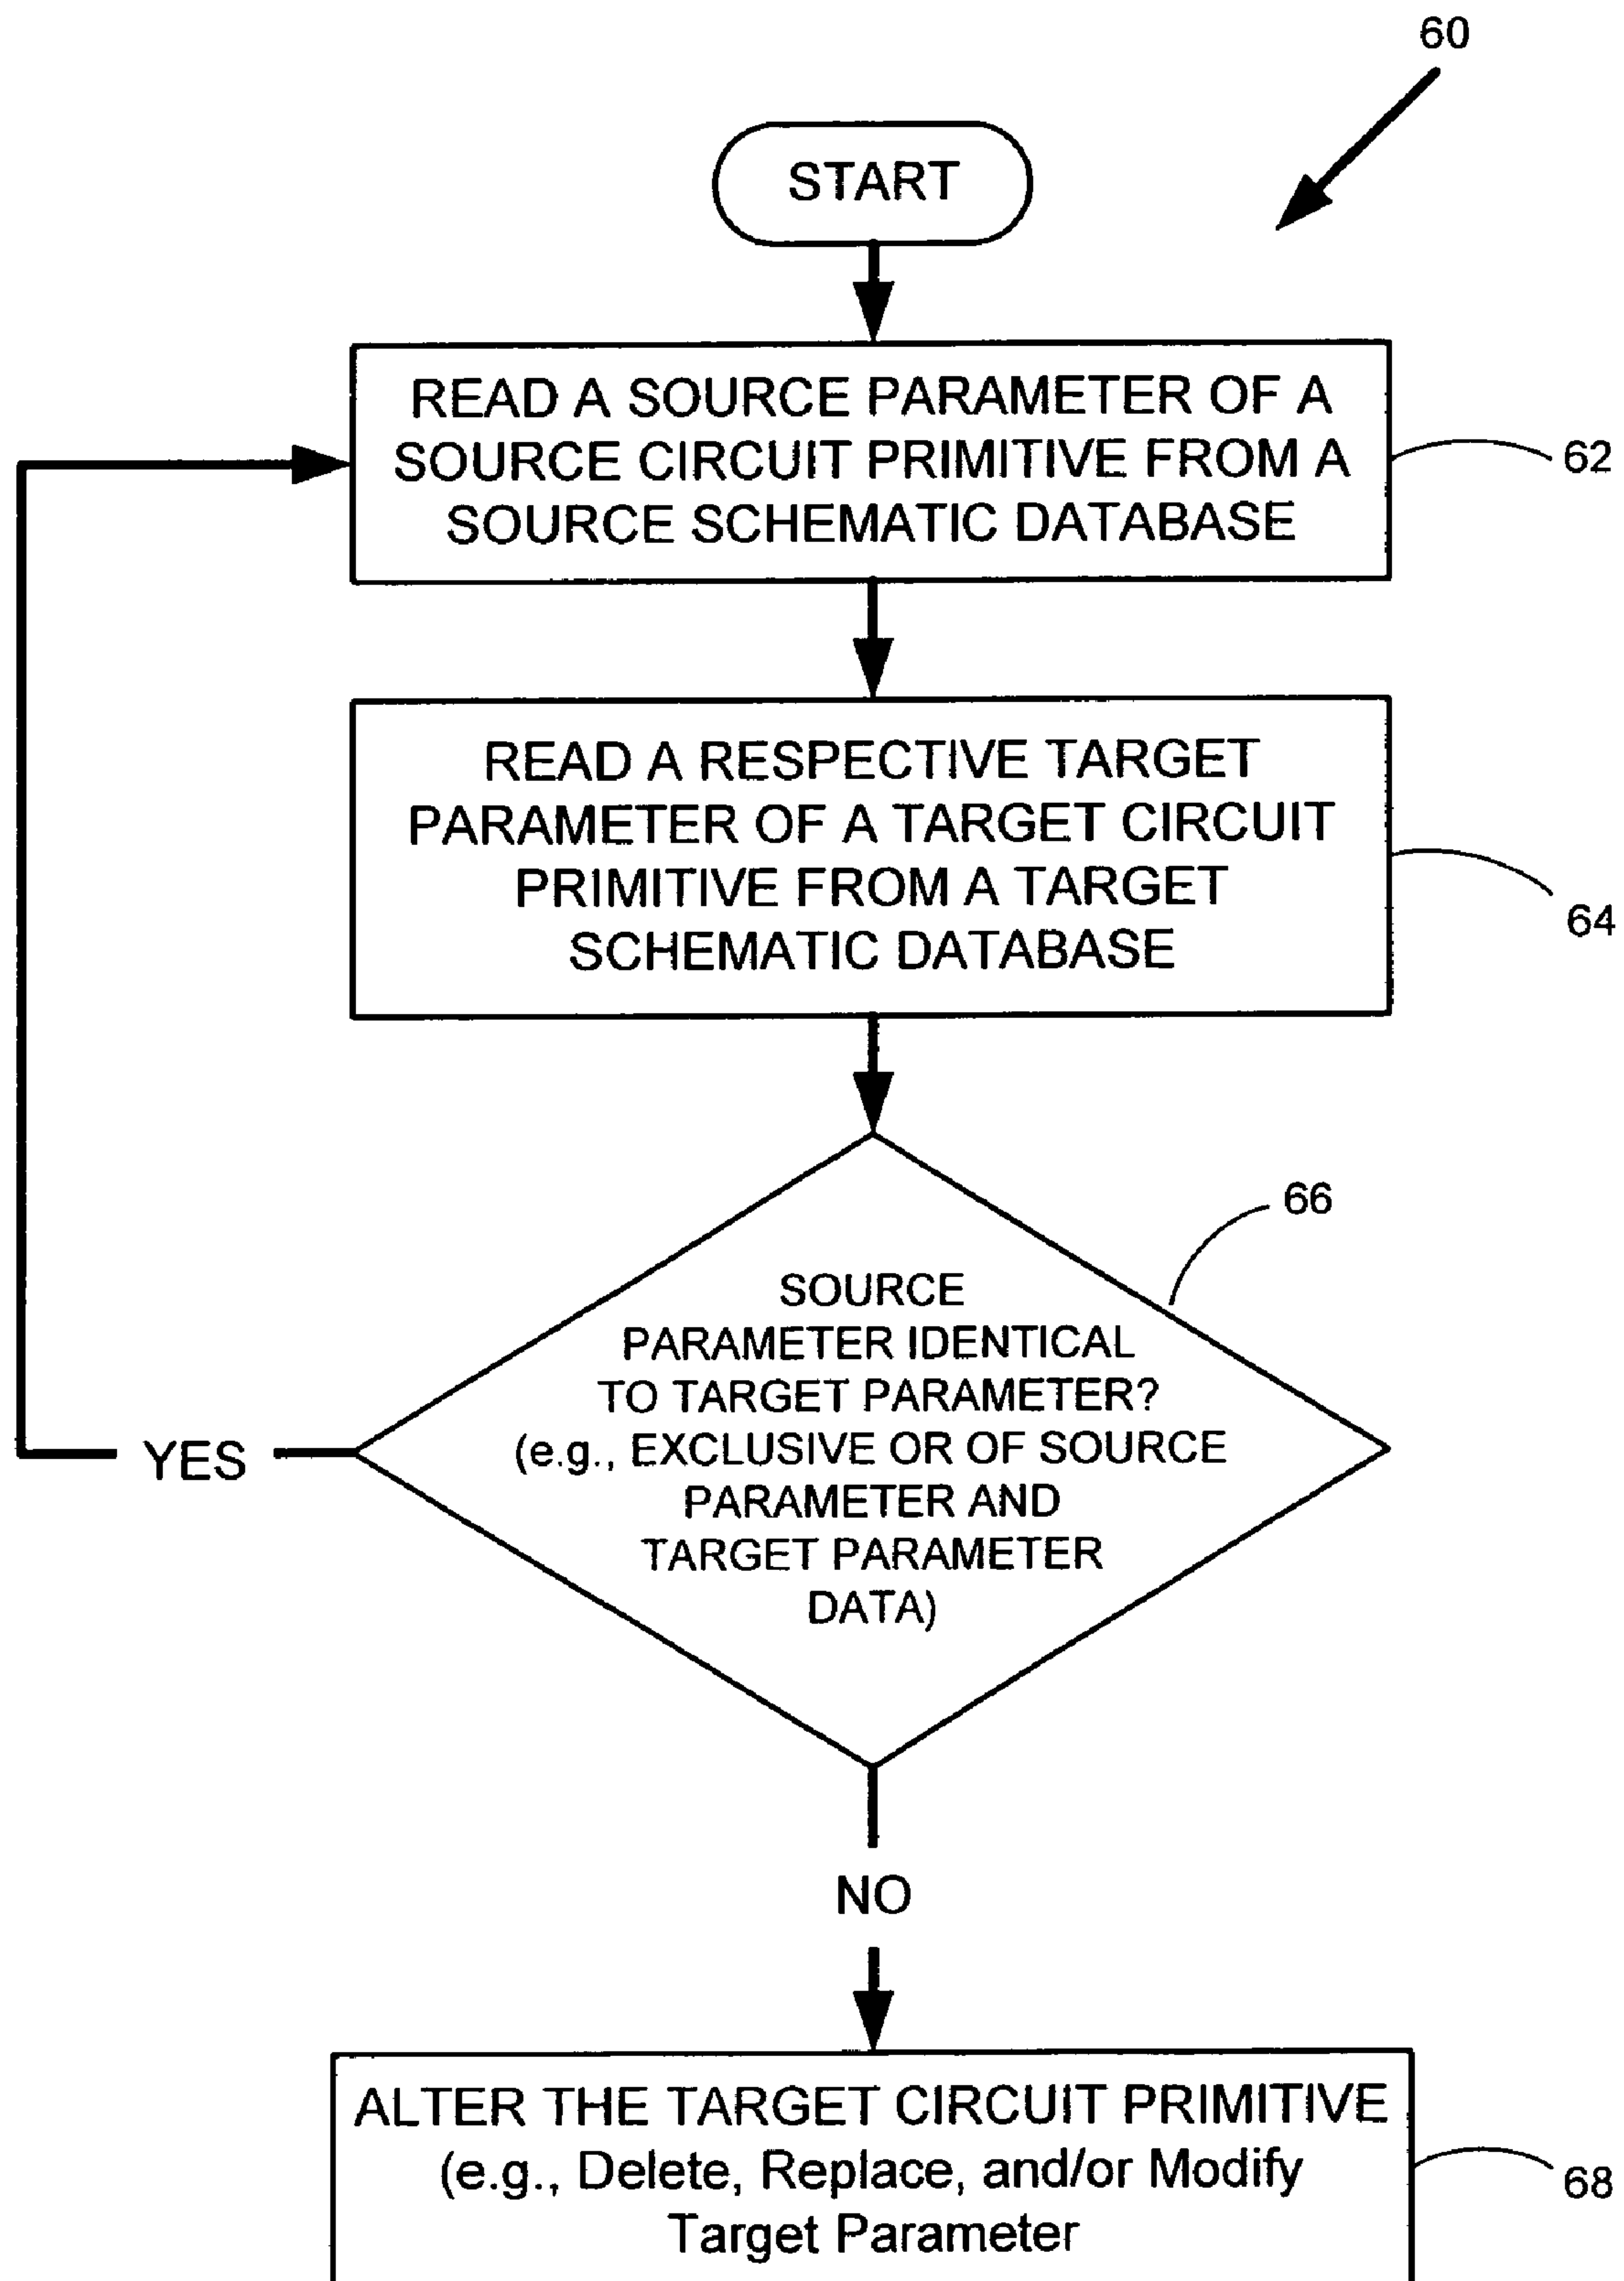 60
START
READ A SOURCE PARAMETER OF A
SOURCE CIRCUIT PRIMITIVE FROM A
SOURCE SCHEMATIC DATABASE
62
READ A RESPECTIVE TARGET
PARAMETER OF A TARGET CIRCUIT
PRIMITIVE FROM A TARGET
SCHEMATIC DATABASE
64
66
SOURCE
PARAMETER IDENTICAL
TO TARGET PARAMETER?
(e.g., EXCLUSIVE OR OF SOURCE
PARAMETER AND
TARGET PARAMETER
DATA)
YES
NO
ALTER THE TARGET CIRCUIT PRIMITIVE
(e.g., Delete, Replace, and/or Modify
Target Parameter
68